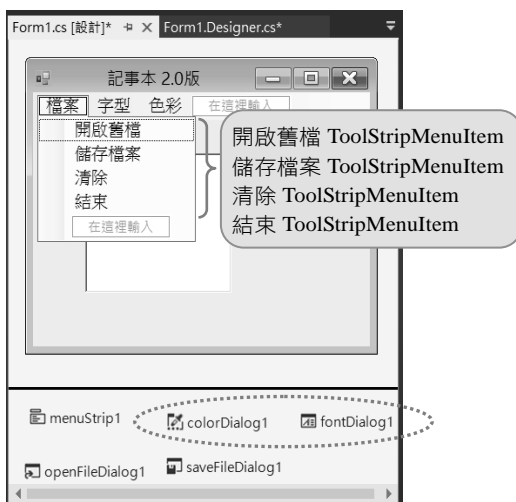 Form1.cs [設計]* Form1.Designer.cs*
記事本 2.0版
檔案 字型 色彩 在這裡輸入
開啟舊檔
儲存檔案
清除
結束
在這裡輸入
開啟舊檔 ToolStripMenuItem
儲存檔案 ToolStripMenuItem
清除 ToolStripMenuItem
結束 ToolStripMenuItem
menuStrip1 colorDialog1 fontDialog1
openFileDialog1 saveFileDialog1